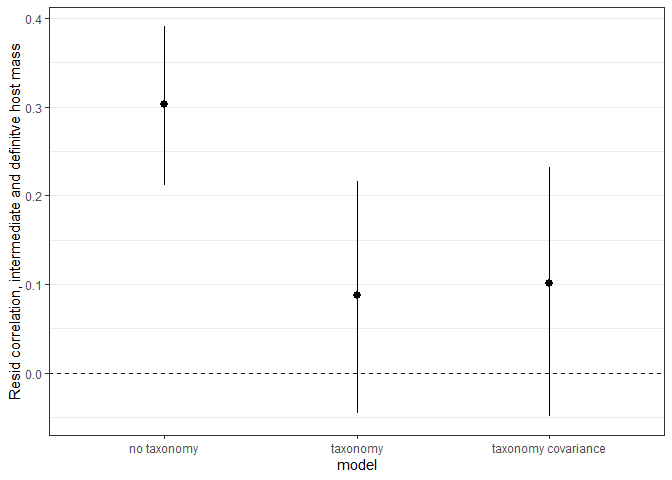 Resid correlation, intermediate and definitve host mass
0.4
0.3
0.2
0.1
0.0
no taxonomy
taxonomy
taxonomy covariance
model